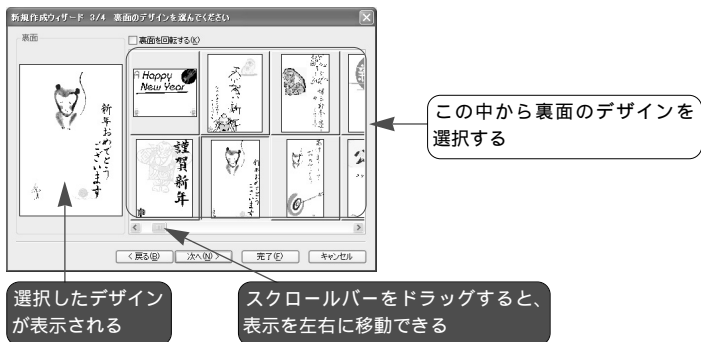 新規作成ウィザード 3/4 裏面のデザインを選んでください
裏面
裏面を回転する(K)
Happy
New Year
謹賀新年
新年おめでとう
ございます
この中から裏面のデザインを
選択する
< 戻る(B)
次へ(N) >
完了(F)
キャンセル
選択したデザイン
が表示される
スクロールバーをドラッグすると、
表示を左右に移動できる